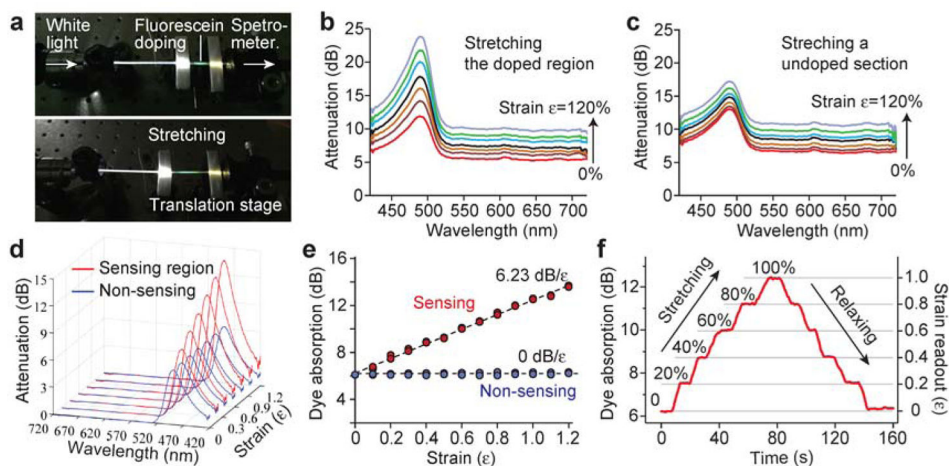 a
White
light
Fluorescein
doping
Spetro-
meter.
Stretching
Translation stage
b
Attenuation (dB)
25
20
15
10
5
0
Stretching
the doped region
Strain ε=120%
0%
450 500 550 600 650 700
Wavelength (nm)
c
Attenuation (dB)
25
20
15
10
5
0
Streching a
undoped section
Strain ε=120%
0%
450 500 550 600 650 700
Wavelength (nm)
d
Sensing region
Non-sensing
Attenuation (dB)
15
12
9
6
3
0
720 670 620 570 520 470 420
Wavelength (nm)
0 0.3 0.6 0.9 1.2
Strain (ε)
e
Dye absorption (dB)
16
14
12
10
8
6
4
6.23 dB/ε
Sensing
0 dB/ε
Non-sensing
0 0.2 0.4 0.6 0.8 1.0 1.2
Strain (ε)
f
Dye absorption (dB)
12
10
8
6
Stretching
Relaxing
100%
80%
60%
40%
20%
0
1.0
0.8
0.6
0.4
0.2
0
Strain readout (ε)
0 40 80 120 160
Time (s)